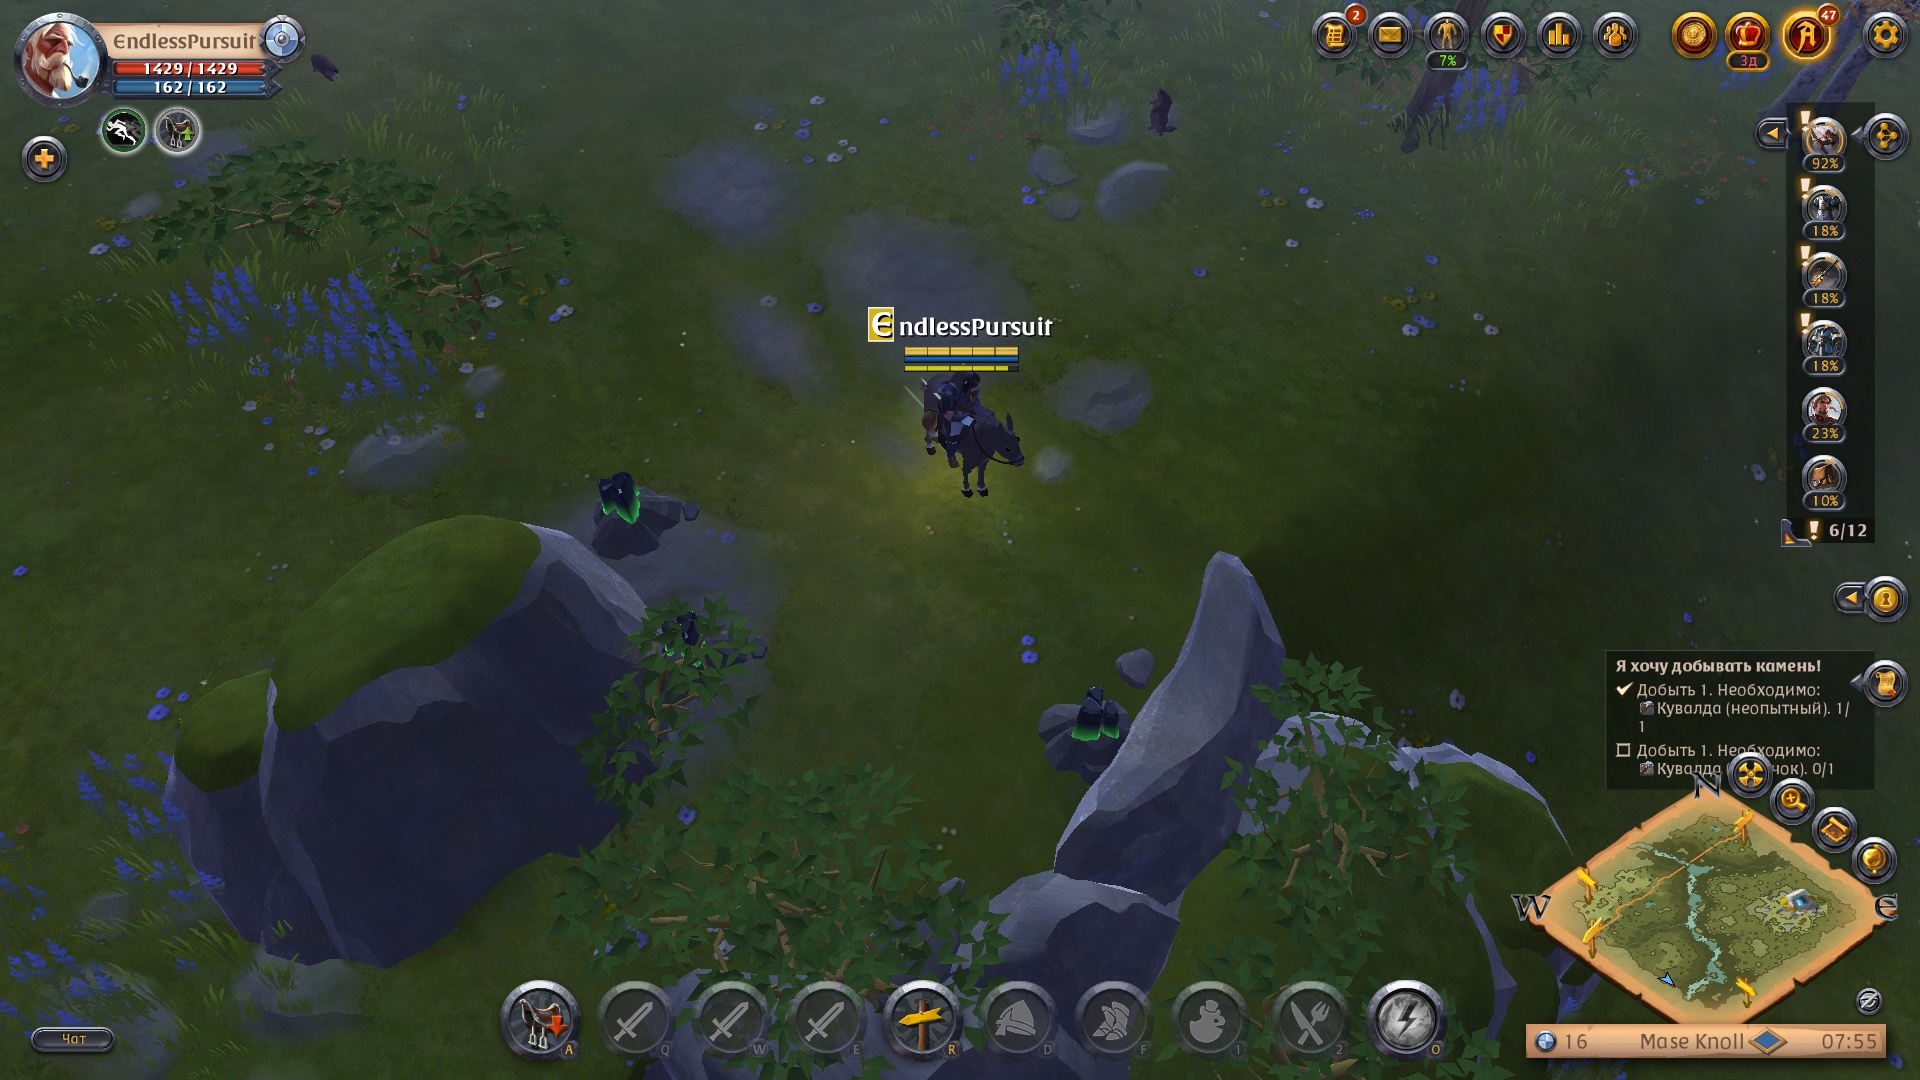 EndlessPursuit
1429 / 1429
162 / 162
2
7%
3д
47
92%
18%
18%
18%
23%
10%
6/12
EndlessPursuit
Я хочу добывать камень!
Добыть 1. Необходимо:
Кувалда (неопытный). 1/
1
Добыть 1. Необходимо:
Кувалда чок). 0/1
N
W
E
Чат
A
Q
W
E
R
D
F
1
2
O
16
Mase Knoll
07:55